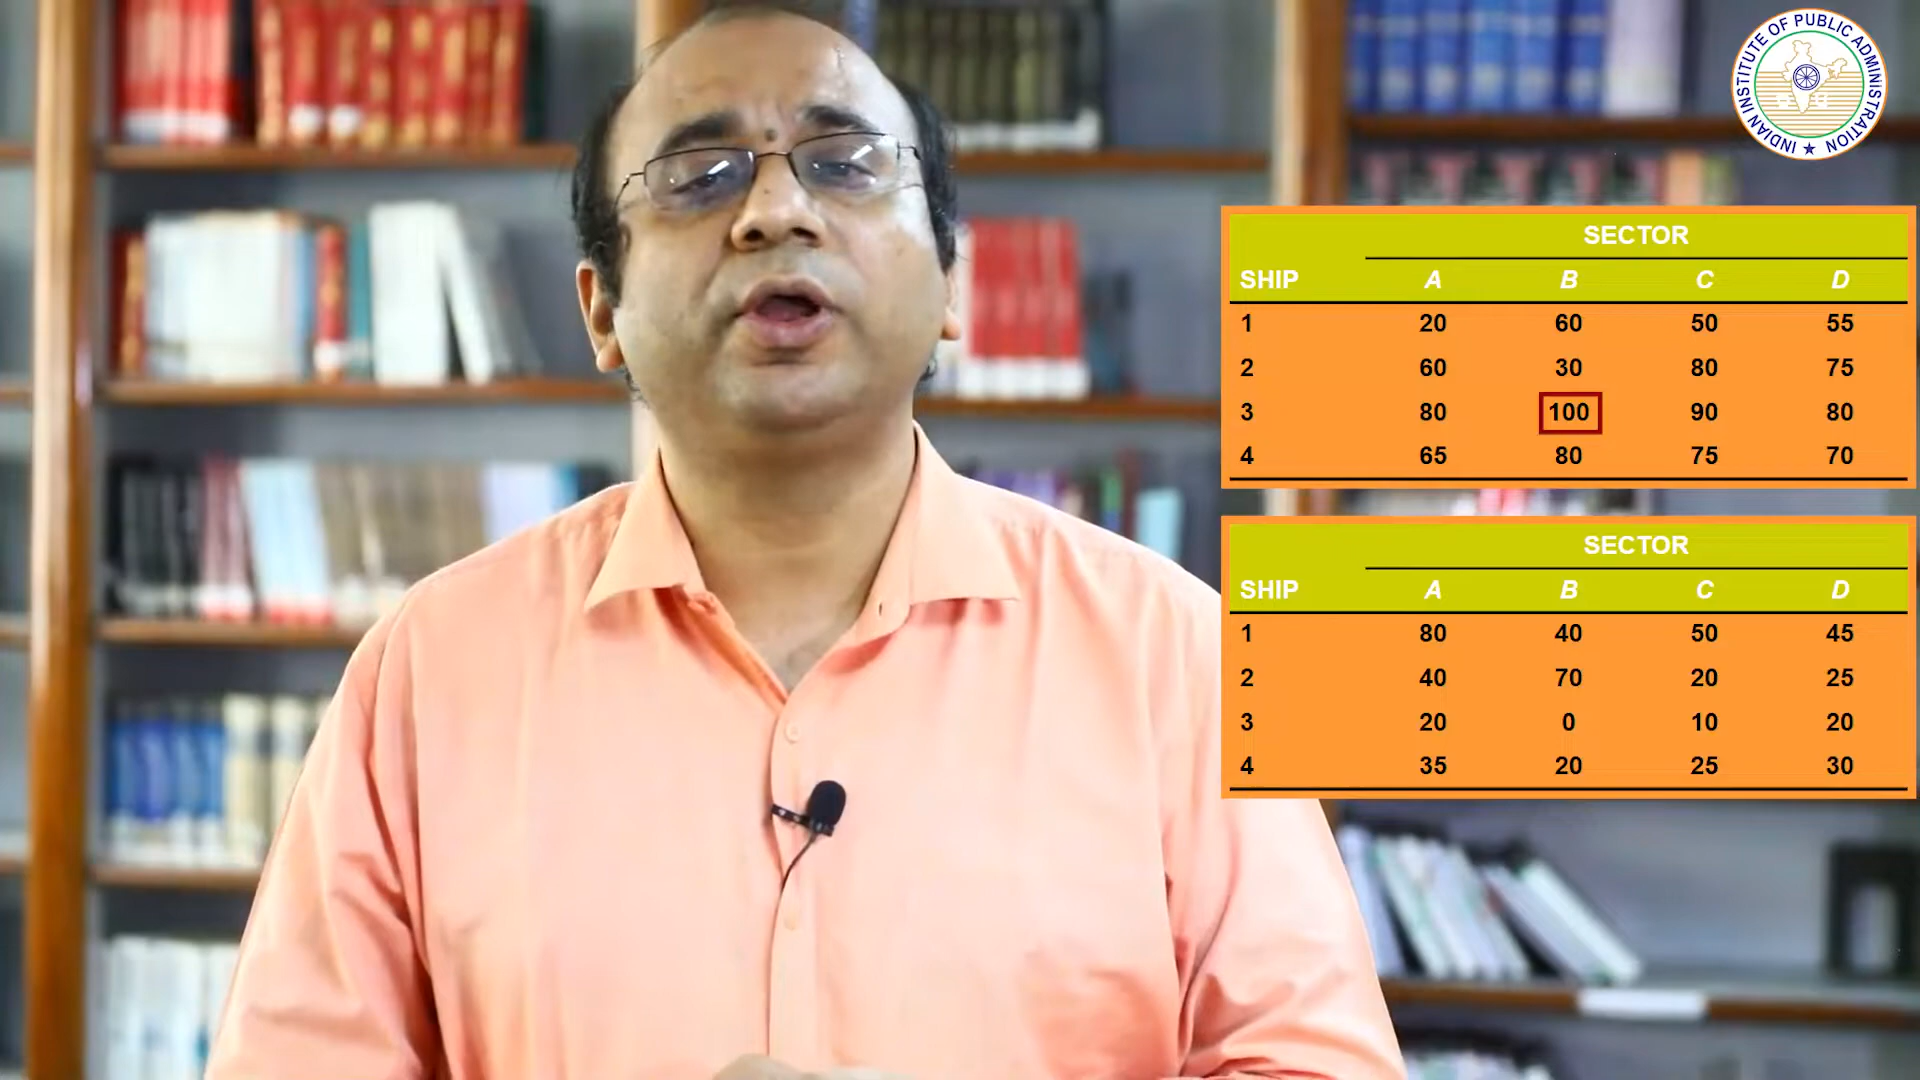 INDIAN INSTITUTE OF PUBLIC ADMINISTRATION
SECTOR
SHIP A B C D
1 20 60 50 55
2 60 30 80 75
3 80 100 90 80
4 65 80 75 70
SECTOR
SHIP A B C D
1 80 40 50 45
2 40 70 20 25
3 20 0 10 20
4 35 20 25 30